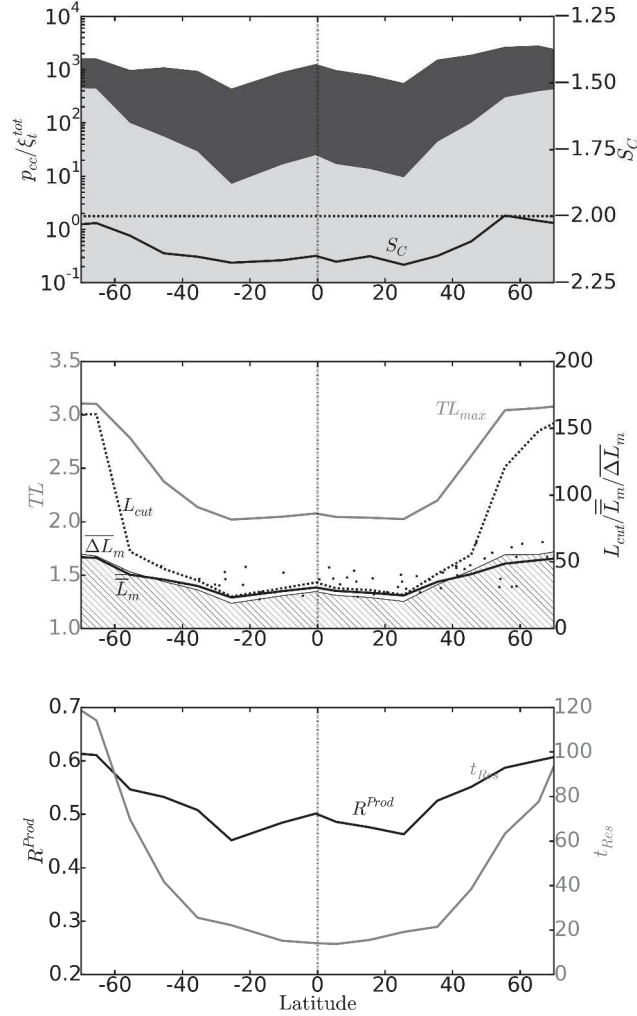 10^4
10^3
10^2
10^1
10^0
10^-1
p_cc/ξ_t^tot
−1.25
−1.50
−1.75
−2.00
−2.25
S_C
S_C
-60 -40 -20 0 20 40 60
3.5
3.0
2.5
2.0
1.5
1.0
TL
TL_max
L_cut
ΔL_m
L_m
200
150
100
50
0
L_cut/L_m/ΔL_m
-60 -40 -20 0 20 40 60
0.7
0.6
0.5
0.4
0.3
0.2
R^Prod
t_Res
R^Prod
120
100
80
60
40
20
0
t_Res
-60 -40 -20 0 20 40 60
Latitude